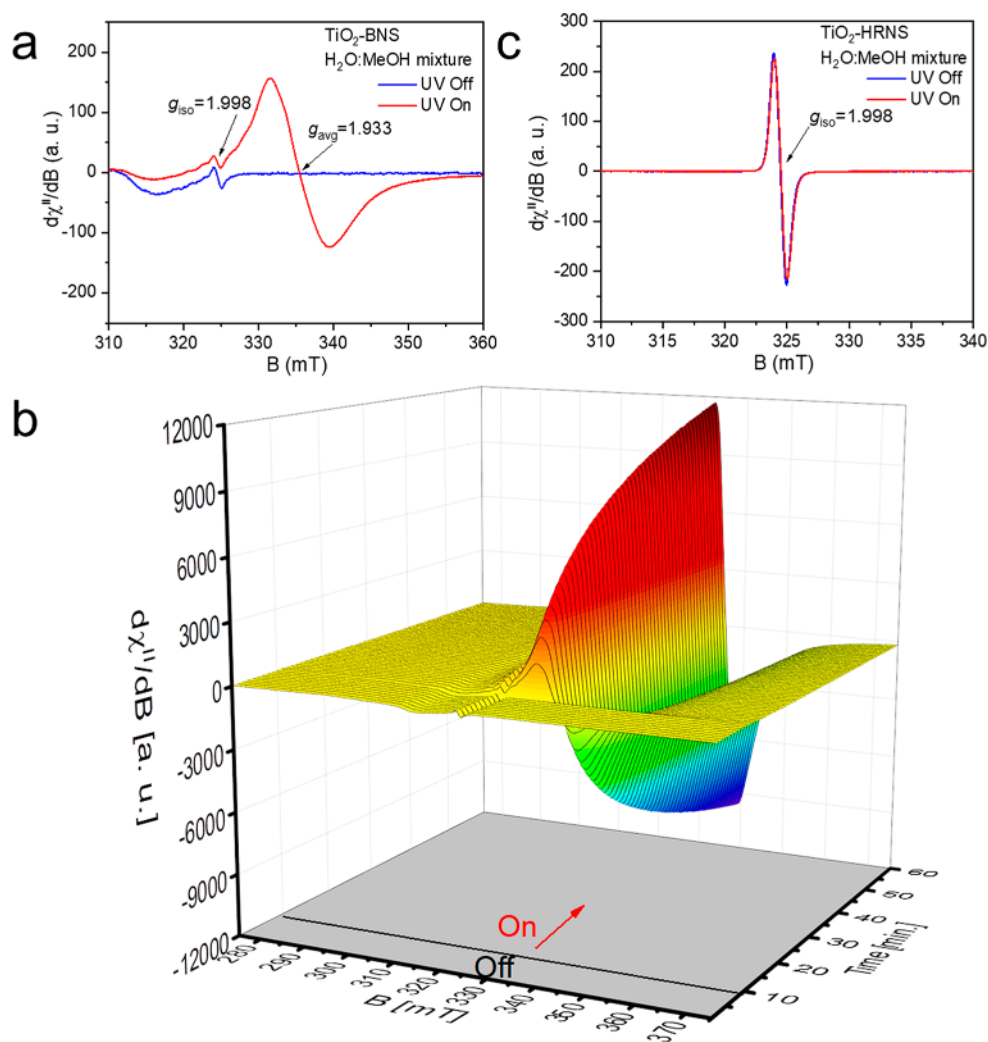 a
TiO₂-BNS
H₂O:MeOH mixture
UV Off
UV On
giso=1.998
gavg=1.933
200
100
0
-100
-200
dχ"/dB (a. u.)
310 320 330 340 350 360
B (mT)
c
TiO₂-HRNS
H₂O:MeOH mixture
UV Off
UV On
giso=1.998
300
200
100
0
-100
-200
-300
dχ"/dB (a. u.)
310 315 320 325 330 335 340
B (mT)
b
12000
9000
6000
3000
0
-3000
-6000
-9000
-12000
dχ"/dB [a. u.]
On
Off
280 290 300 310 320 330 340 350 360 370
B [mT]
10 20 30 40 50 60
Time [min.]